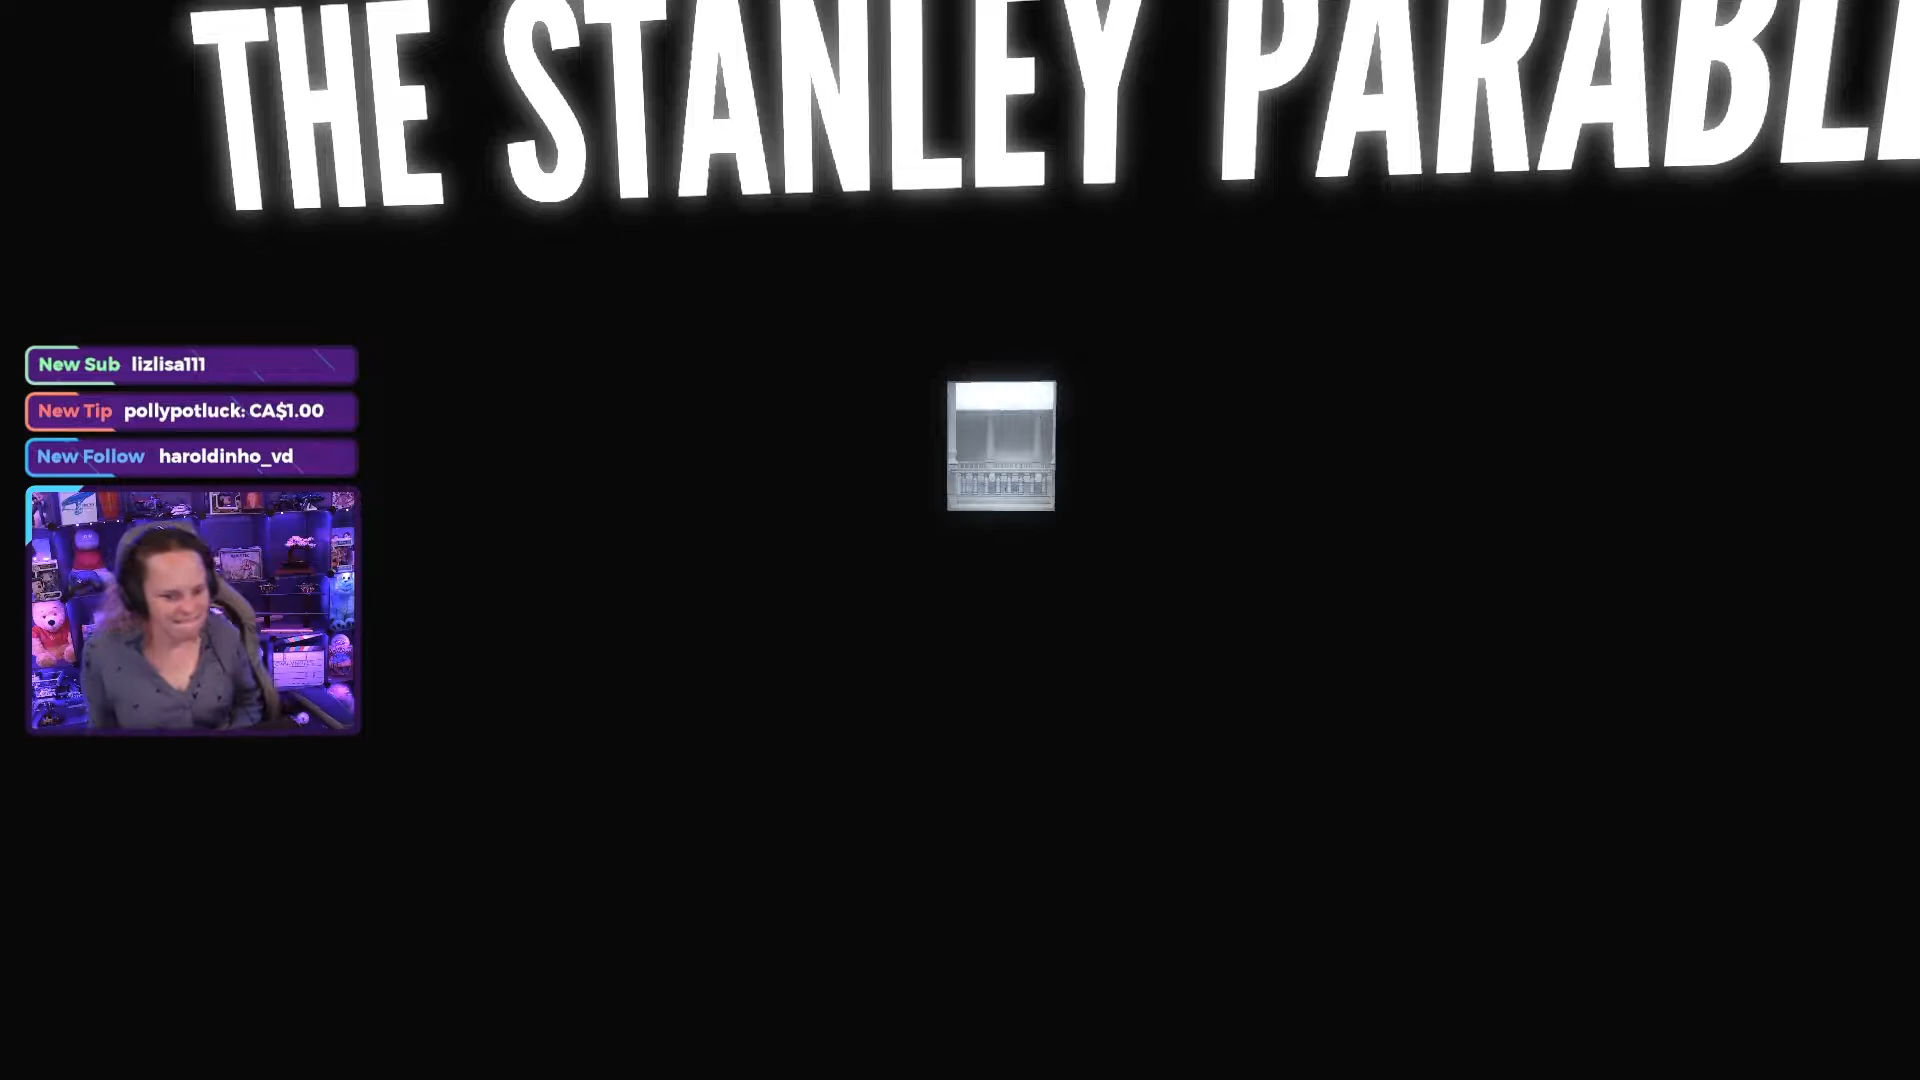 THE STANLEY PARABL
New Sub lizlisa111
New Tip pollypotluck: CA$1.00
New Follow haroldinho_vd